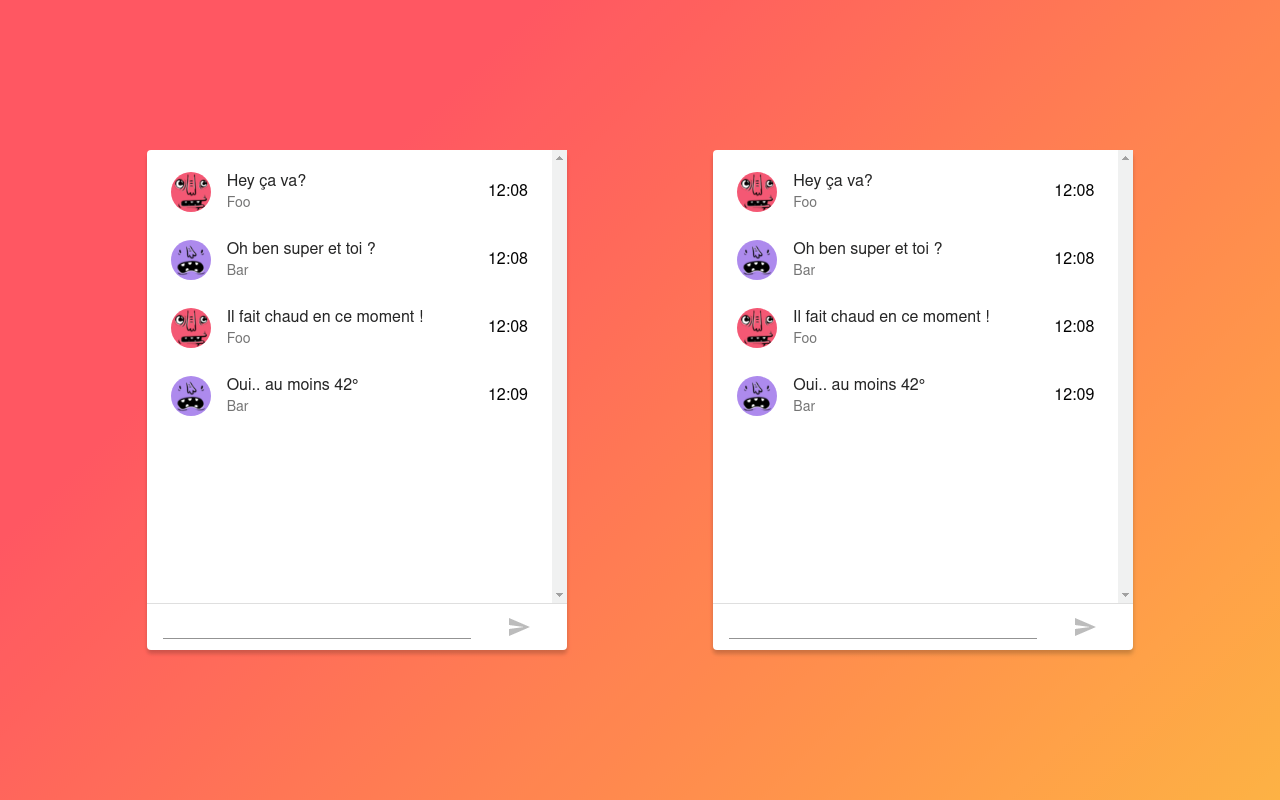 Hey ça va?
Foo
12:08
Oh ben super et toi ?
Bar
12:08
Il fait chaud en ce moment !
Foo
12:08
Oui.. au moins 42°
Bar
12:09
Hey ça va?
Foo
12:08
Oh ben super et toi ?
Bar
12:08
Il fait chaud en ce moment !
Foo
12:08
Oui.. au moins 42°
Bar
12:09